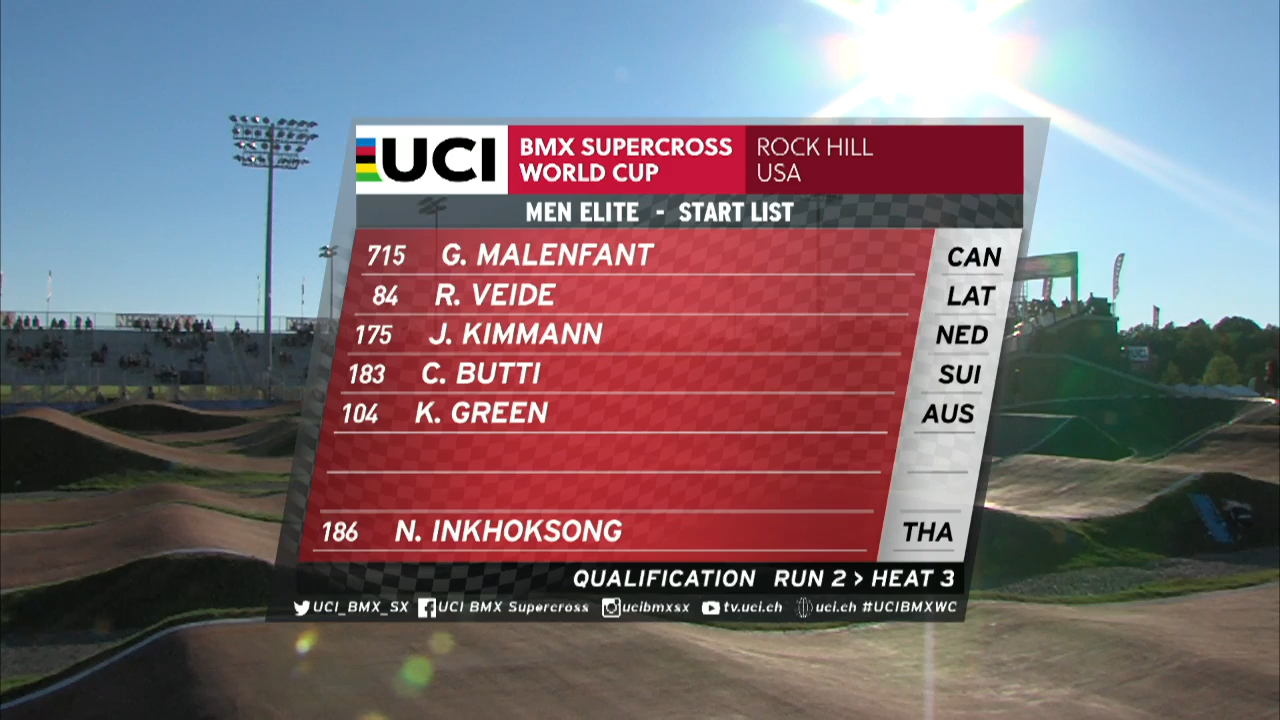 UCI BMX SUPERCROSS WORLD CUP ROCK HILL USA
MEN ELITE - START LIST
715 G. MALENFANT CAN
84 R. VEIDE LAT
175 J. KIMMANN NED
183 C. BUTTI SUI
104 K. GREEN AUS
186 N. INKHOKSONG THA
QUALIFICATION RUN 2 > HEAT 3
UCI_BMX_SX UCI BMX Supercross ucibmxsx tv.uci.ch uci.ch #UCIBMXWC
UCI